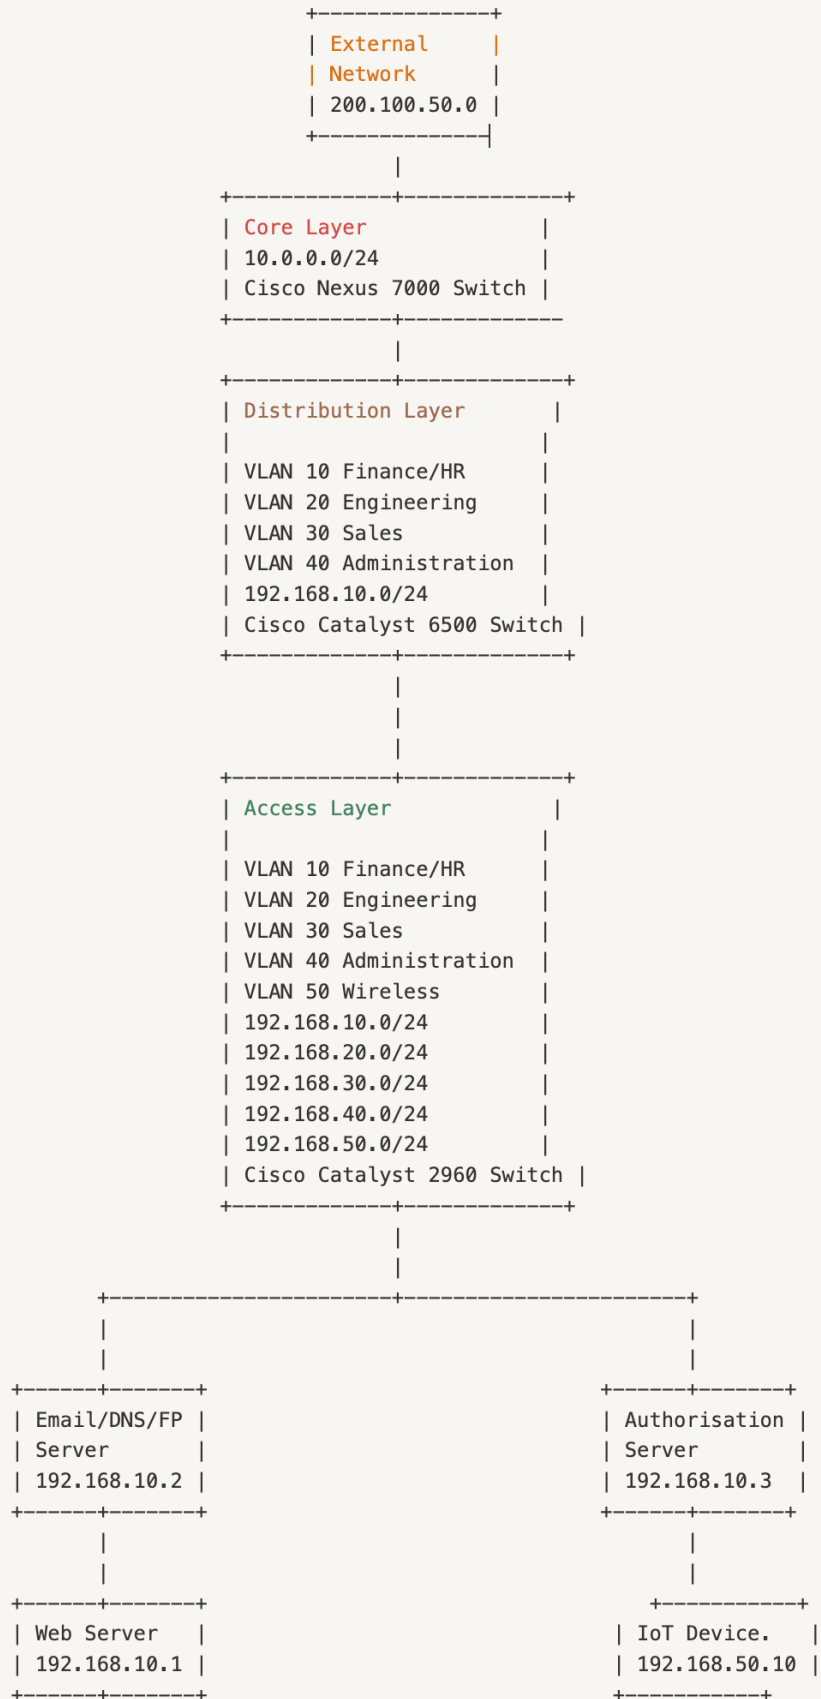 External
Network
200.100.50.0
Core Layer
10.0.0.0/24
Cisco Nexus 7000 Switch
Distribution Layer
VLAN 10 Finance/HR
VLAN 20 Engineering
VLAN 30 Sales
VLAN 40 Administration
192.168.10.0/24
Cisco Catalyst 6500 Switch
Access Layer
VLAN 10 Finance/HR
VLAN 20 Engineering
VLAN 30 Sales
VLAN 40 Administration
VLAN 50 Wireless
192.168.10.0/24
192.168.20.0/24
192.168.30.0/24
192.168.40.0/24
192.168.50.0/24
Cisco Catalyst 2960 Switch
Email/DNS/FP
Server
192.168.10.2
Authorisation
Server
192.168.10.3
Web Server
192.168.10.1
IoT Device.
192.168.50.10